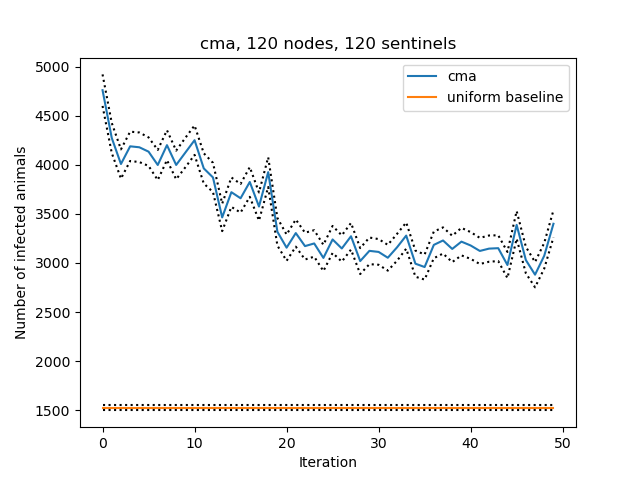 cma, 120 nodes, 120 sentinels
5000
4500
4000
3500
3000
2500
2000
1500
Number of infected animals
cma
uniform baseline
0
10
20
30
40
50
Iteration